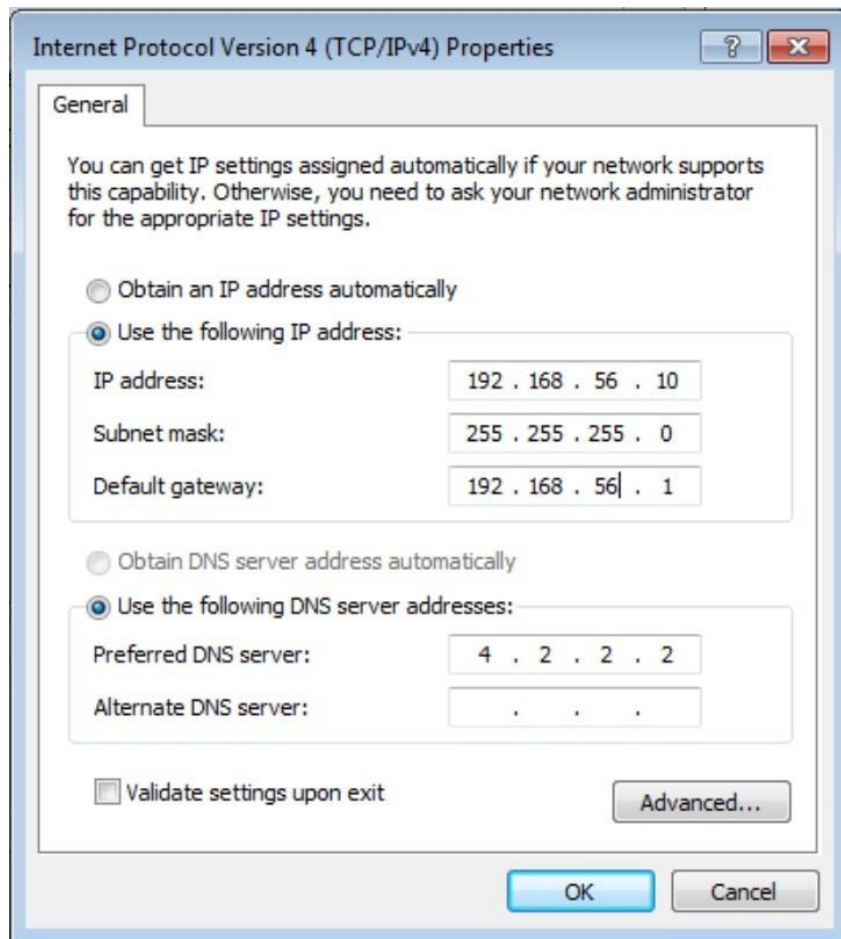 Internet Protocol Version 4 (TCP/IPv4) Properties
General
You can get IP settings assigned automatically if your network supports
this capability. Otherwise, you need to ask your network administrator
for the appropriate IP settings.
Obtain an IP address automatically
Use the following IP address:
IP address: 192 . 168 . 56 . 10
Subnet mask: 255 . 255 . 255 . 0
Default gateway: 192 . 168 . 56 . 1
Obtain DNS server address automatically
Use the following DNS server addresses:
Preferred DNS server: 4 . 2 . 2 . 2
Alternate DNS server: . . .
Validate settings upon exit
Advanced...
OK Cancel